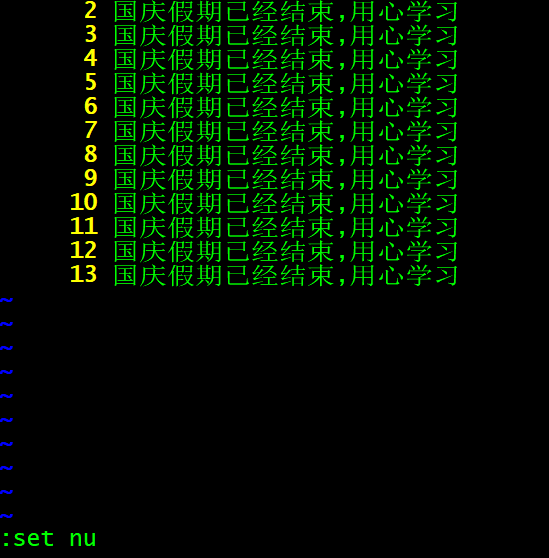 2 国庆假期已经结束,用心学习
3 国庆假期已经结束,用心学习
4 国庆假期已经结束,用心学习
5 国庆假期已经结束,用心学习
6 国庆假期已经结束,用心学习
7 国庆假期已经结束,用心学习
8 国庆假期已经结束,用心学习
9 国庆假期已经结束,用心学习
10 国庆假期已经结束,用心学习
11 国庆假期已经结束,用心学习
12 国庆假期已经结束,用心学习
13 国庆假期已经结束,用心学习
~
~
~
~
~
~
~
~
~
~
:set nu